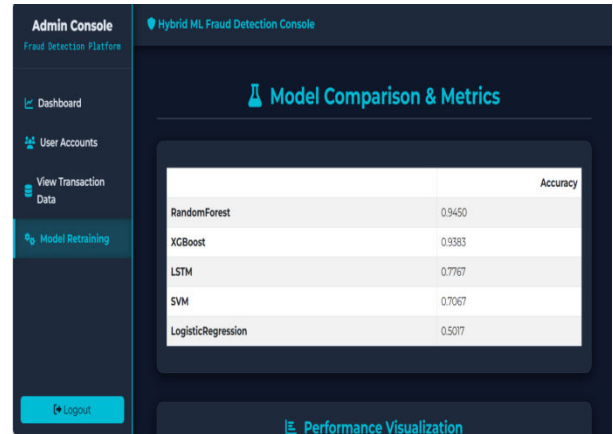 Admin Console
Fraud Detection Platform
Dashboard
User Accounts
View Transaction
Data
Model Retraining
Logout
Hybrid ML Fraud Detection Console
Model Comparison & Metrics
Accuracy
RandomForest 0.9450
XGBoost 0.9383
LSTM 0.7767
SVM 0.7067
LogisticRegression 0.5017
Performance Visualization